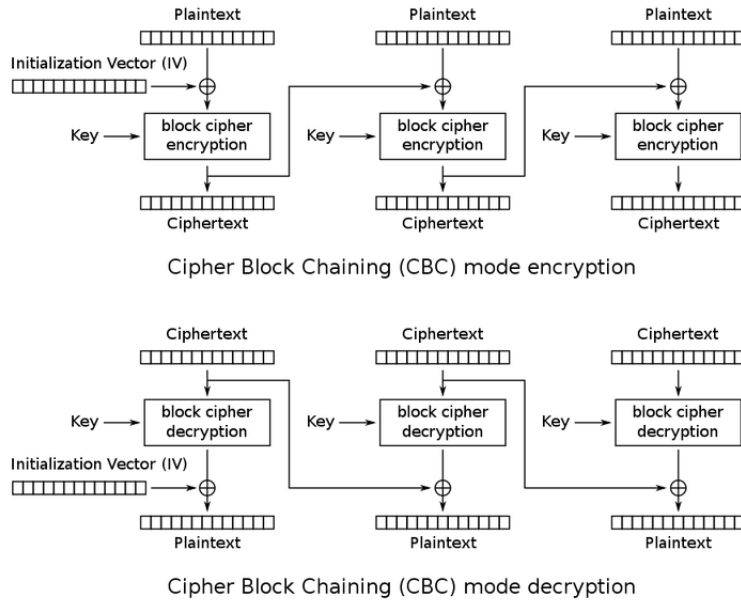 Plaintext Plaintext Plaintext
Initialization Vector (IV)
Key block cipher encryption Key block cipher encryption Key block cipher encryption
Ciphertext Ciphertext Ciphertext
Cipher Block Chaining (CBC) mode encryption
Ciphertext Ciphertext Ciphertext
Key block cipher decryption Key block cipher decryption Key block cipher decryption
Initialization Vector (IV)
Plaintext Plaintext Plaintext
Cipher Block Chaining (CBC) mode decryption